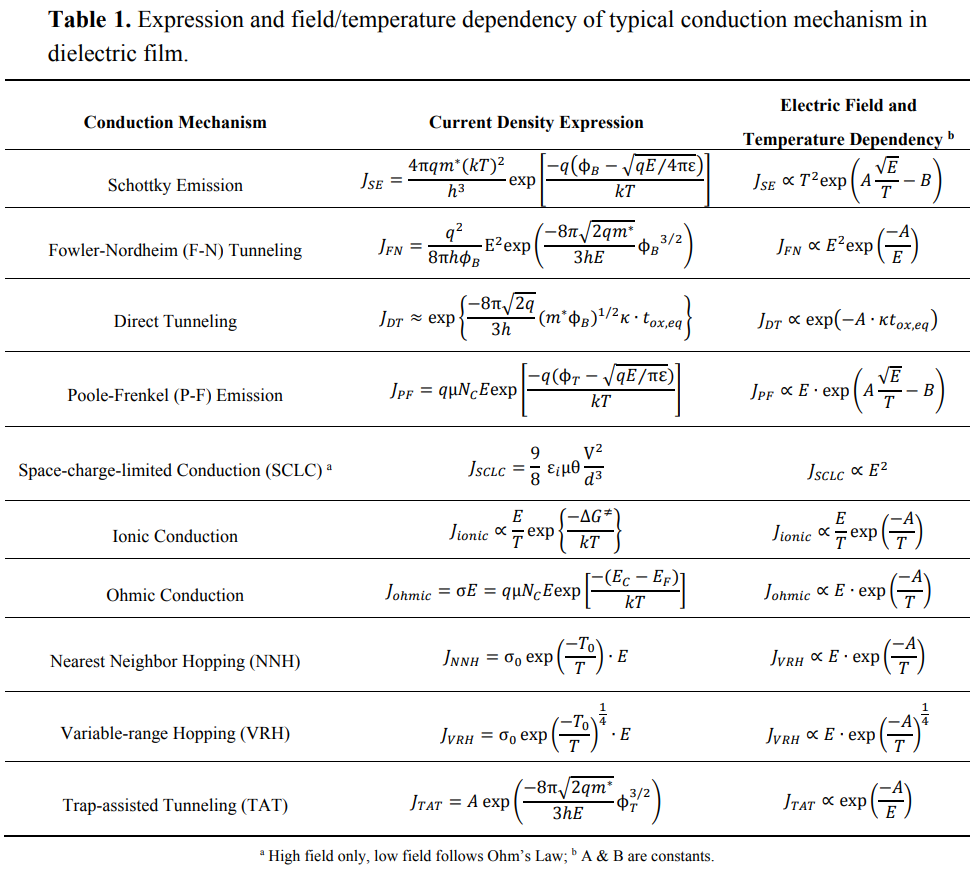 Table 1. Expression and field/temperature dependency of typical conduction mechanism in
dielectric film.
Conduction Mechanism | Current Density Expression | Electric Field and Temperature Dependency ᵇ
Schottky Emission | $J_{SE} = \frac{4\pi q m^*(kT)^2}{h^3} \exp\left[\frac{-q(\phi_B - \sqrt{qE/4\pi\varepsilon})}{kT}\right]$ | $J_{SE} \propto T^2 \exp\left(A\frac{\sqrt{E}}{T} - B\right)$
Fowler-Nordheim (F-N) Tunneling | $J_{FN} = \frac{q^2}{8\pi h \phi_B} E^2 \exp\left(\frac{-8\pi\sqrt{2qm^*}}{3hE} \phi_B{}^{3/2}\right)$ | $J_{FN} \propto E^2 \exp\left(\frac{-A}{E}\right)$
Direct Tunneling | $J_{DT} \approx \exp\left\{\frac{-8\pi\sqrt{2q}}{3h} (m^*\phi_B)^{1/2} \kappa \cdot t_{ox,eq}\right\}$ | $J_{DT} \propto \exp(-A \cdot \kappa t_{ox,eq})$
Poole-Frenkel (P-F) Emission | $J_{PF} = q\mu N_C E \exp\left[\frac{-q(\phi_T - \sqrt{qE/\pi\varepsilon})}{kT}\right]$ | $J_{PF} \propto E \cdot \exp\left(A\frac{\sqrt{E}}{T} - B\right)$
Space-charge-limited Conduction (SCLC) ᵃ | $J_{SCLC} = \frac{9}{8} \varepsilon_i \mu \theta \frac{V^2}{d^3}$ | $J_{SCLC} \propto E^2$
Ionic Conduction | $J_{ionic} \propto \frac{E}{T} \exp\left\{\frac{-\Delta G^{\neq}}{kT}\right\}$ | $J_{ionic} \propto \frac{E}{T} \exp\left(\frac{-A}{T}\right)$
Ohmic Conduction | $J_{ohmic} = \sigma E = q\mu N_C E \exp\left[\frac{-(E_C - E_F)}{kT}\right]$ | $J_{ohmic} \propto E \cdot \exp\left(\frac{-A}{T}\right)$
Nearest Neighbor Hopping (NNH) | $J_{NNH} = \sigma_0 \exp\left(\frac{-T_0}{T}\right) \cdot E$ | $J_{VRH} \propto E \cdot \exp\left(\frac{-A}{T}\right)$
Variable-range Hopping (VRH) | $J_{VRH} = \sigma_0 \exp\left(\frac{-T_0}{T}\right)^{\frac{1}{4}} \cdot E$ | $J_{VRH} \propto E \cdot \exp\left(\frac{-A}{T}\right)^{\frac{1}{4}}$
Trap-assisted Tunneling (TAT) | $J_{TAT} = A \exp\left(\frac{-8\pi\sqrt{2qm^*}}{3hE} \phi_T^{3/2}\right)$ | $J_{TAT} \propto \exp\left(\frac{-A}{E}\right)$
ᵃ High field only, low field follows Ohm's Law; ᵇ A & B are constants.